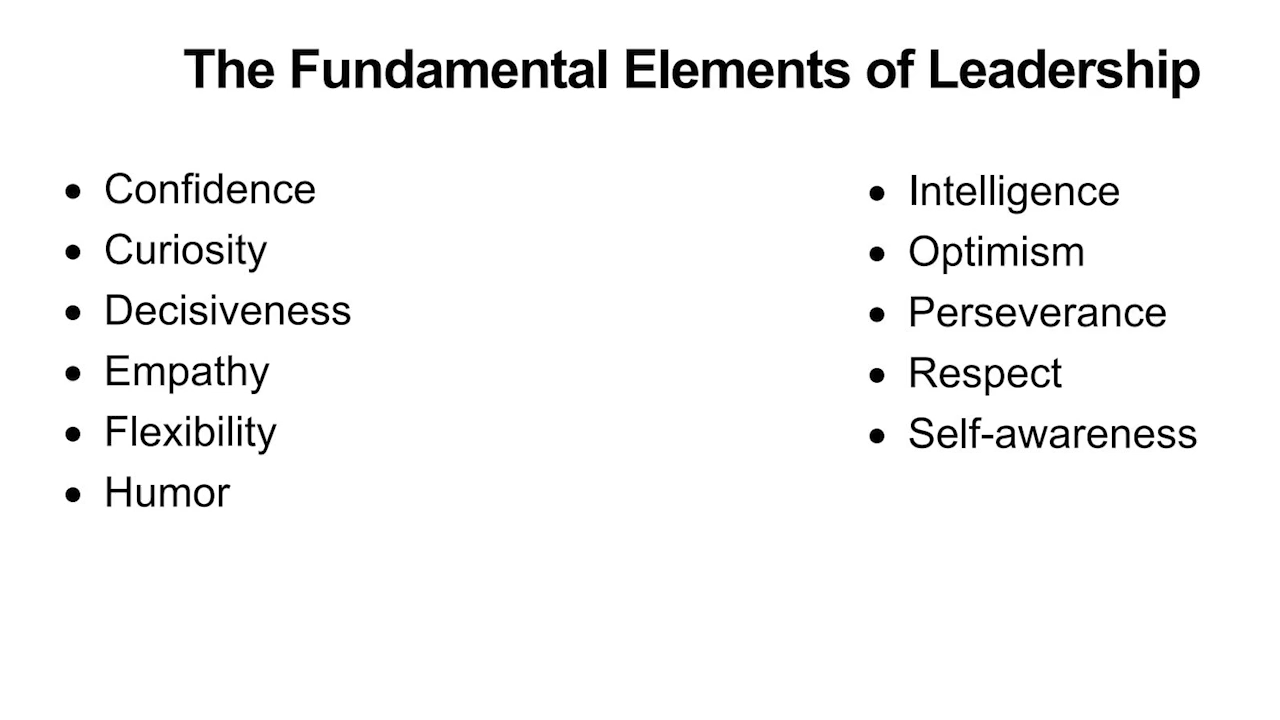 The Fundamental Elements of Leadership
• Confidence
• Curiosity
• Decisiveness
• Empathy
• Flexibility
• Humor
• Intelligence
• Optimism
• Perseverance
• Respect
• Self-awareness